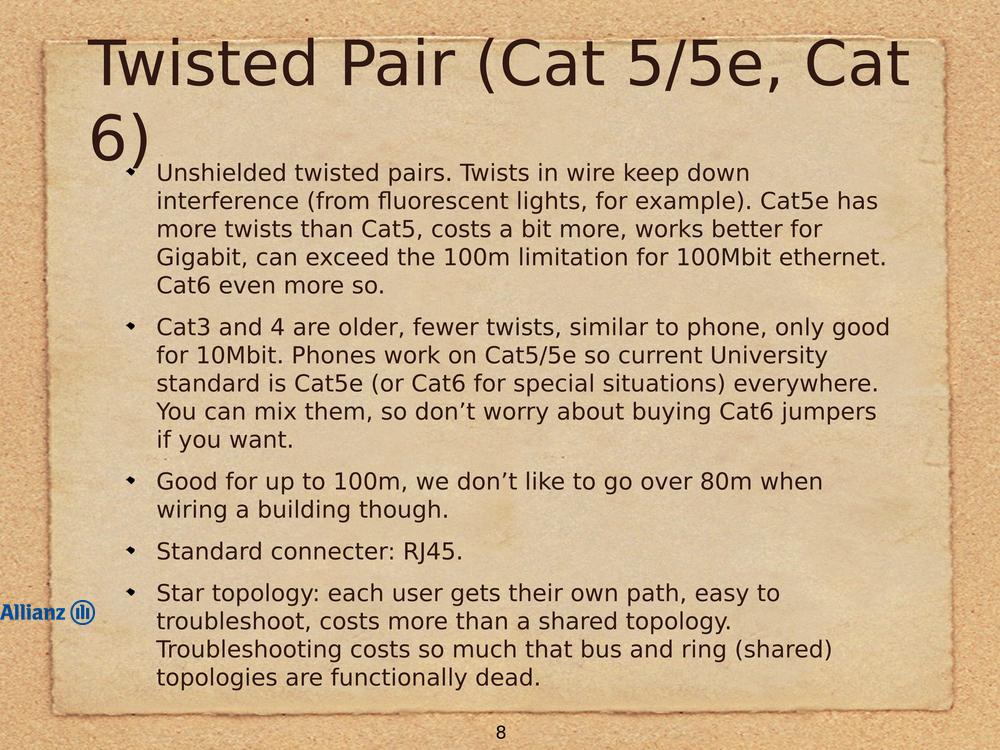 Twisted Pair (Cat 5/5e, Cat
6)
Unshielded twisted pairs. Twists in wire keep down
interference (from fluorescent lights, for example). Cat5e has
more twists than Cat5, costs a bit more, works better for
Gigabit, can exceed the 100m limitation for 100Mbit ethernet.
Cat6 even more so.
Cat3 and 4 are older, fewer twists, similar to phone, only good
for 10Mbit. Phones work on Cat5/5e so current University
standard is Cat5e (or Cat6 for special situations) everywhere.
You can mix them, so don’t worry about buying Cat6 jumpers
if you want.
Good for up to 100m, we don’t like to go over 80m when
wiring a building though.
Standard connecter: RJ45.
Star topology: each user gets their own path, easy to
troubleshoot, costs more than a shared topology.
Troubleshooting costs so much that bus and ring (shared)
topologies are functionally dead.
Allianz
8